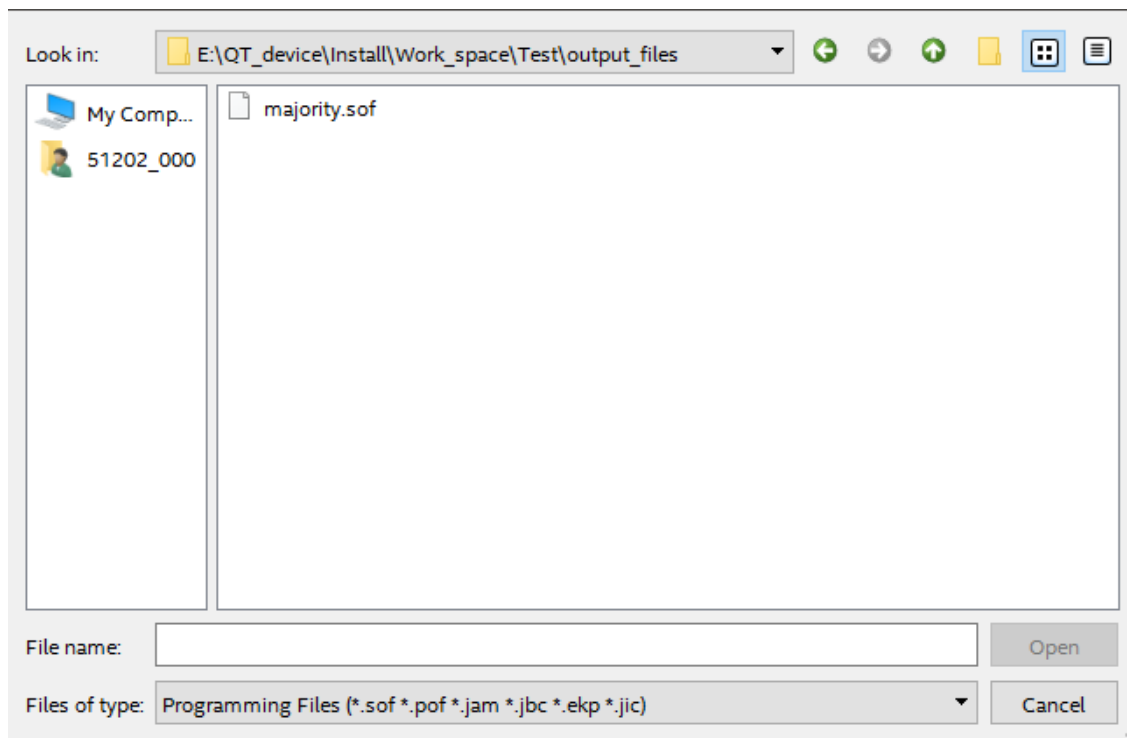 Look in: E:\QT_device\Install\Work_space\Test\output_files
My Comp...
51202_000
majority.sof
File name: Open
Files of type: Programming Files (*.sof *.pof *.jam *.jbc *.ekp *.jic) Cancel